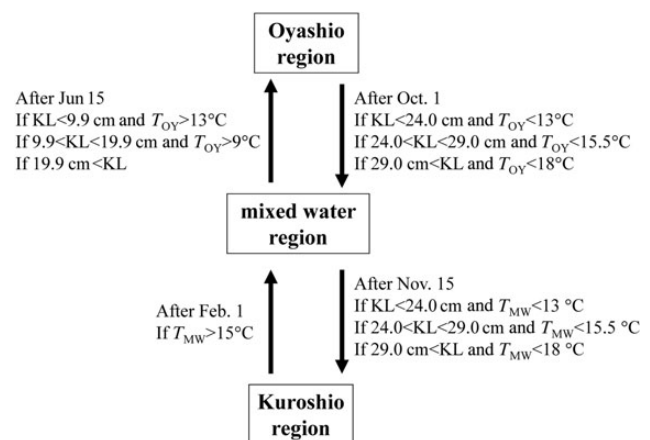 Oyashio
region
After Jun 15
If KL<9.9 cm and TOY>13°C
If 9.9<KL<19.9 cm and TOY>9°C
If 19.9 cm<KL
After Oct. 1
If KL<24.0 cm and TOY<13°C
If 24.0<KL<29.0 cm and TOY<15.5°C
If 29.0 cm<KL and TOY<18°C
mixed water
region
After Feb. 1
If TMW>15°C
After Nov. 15
If KL<24.0 cm and TMW<13 °C
If 24.0<KL<29.0 cm and TMW<15.5 °C
If 29.0 cm<KL and TMW<18 °C
Kuroshio
region